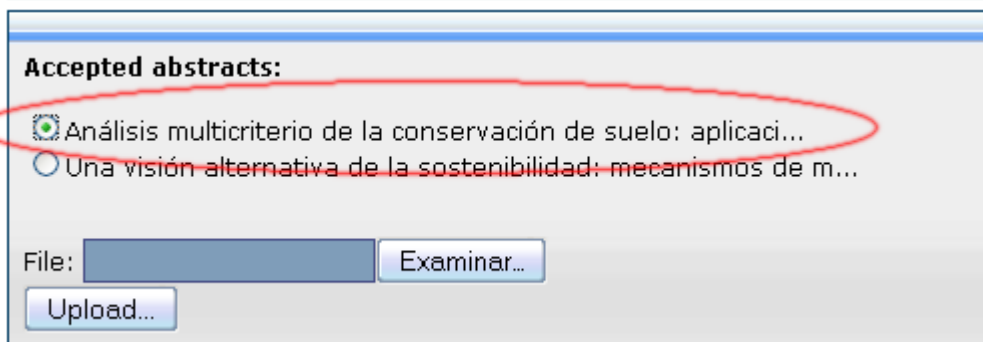 Accepted abstracts:
Análisis multicriterio de la conservación de suelo: aplicaci...
Una visión alternativa de la sostenibilidad: mecanismos de m...
File: Examinar...
Upload...